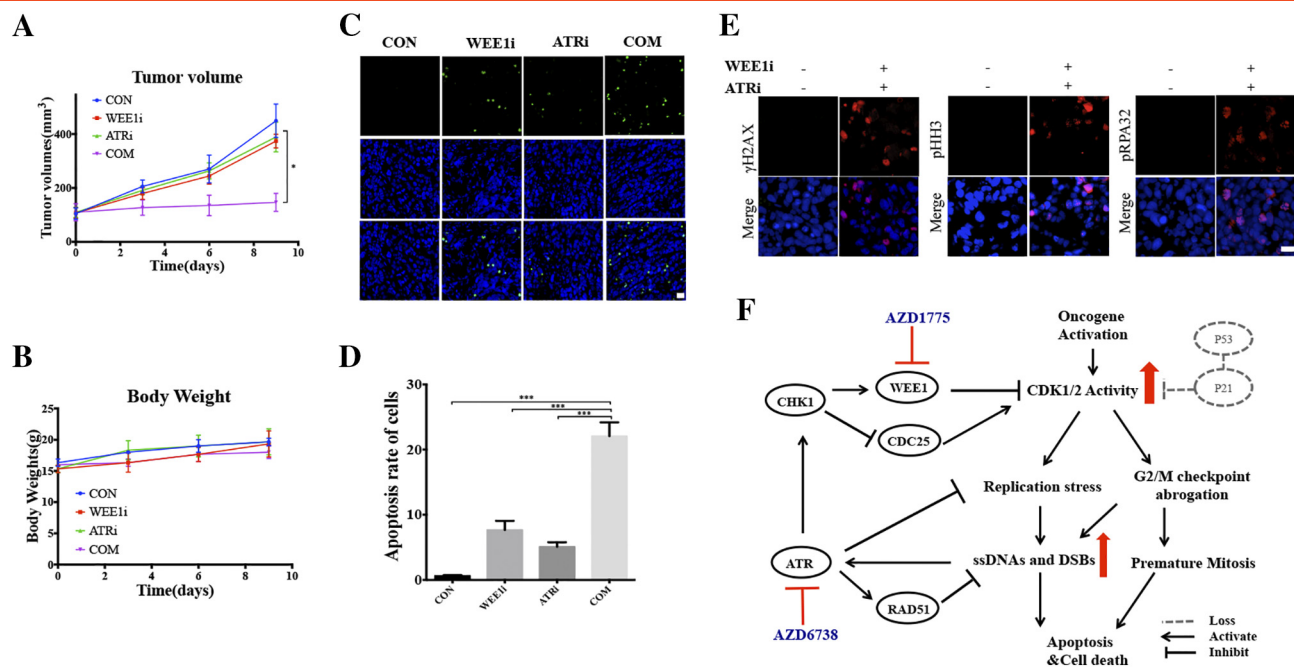 A
Tumor volume
CON
WEE1i
ATRi
COM
Tumor volumes(mm3)
400
200
0
0 2 4 6 8 10
Time(days)
*
B
Body Weight
25
20
15
10
5
0
Body Weights(g)
CON
WEE1i
ATRi
COM
0 2 4 6 8 10
Time(days)
C
CON WEE1i ATRi COM
D
30
20
10
0
Apoptosis rate of cells
***
***
***
CON WEE1i ATRi COM
E
WEE1i - + - + - +
ATRi - + - + - +
γH2AX
Merge
pHH3
Merge
pRPA32
Merge
F
AZD1775
Oncogene
Activation
P53
P21
CHK1
WEE1
CDK1/2 Activity
CDC25
Replication stress
G2/M checkpoint
abrogation
ATR
ssDNAs and DSBs
Premature Mitosis
RAD51
AZD6738
Apoptosis
&Cell death
Loss
Activate
Inhibit